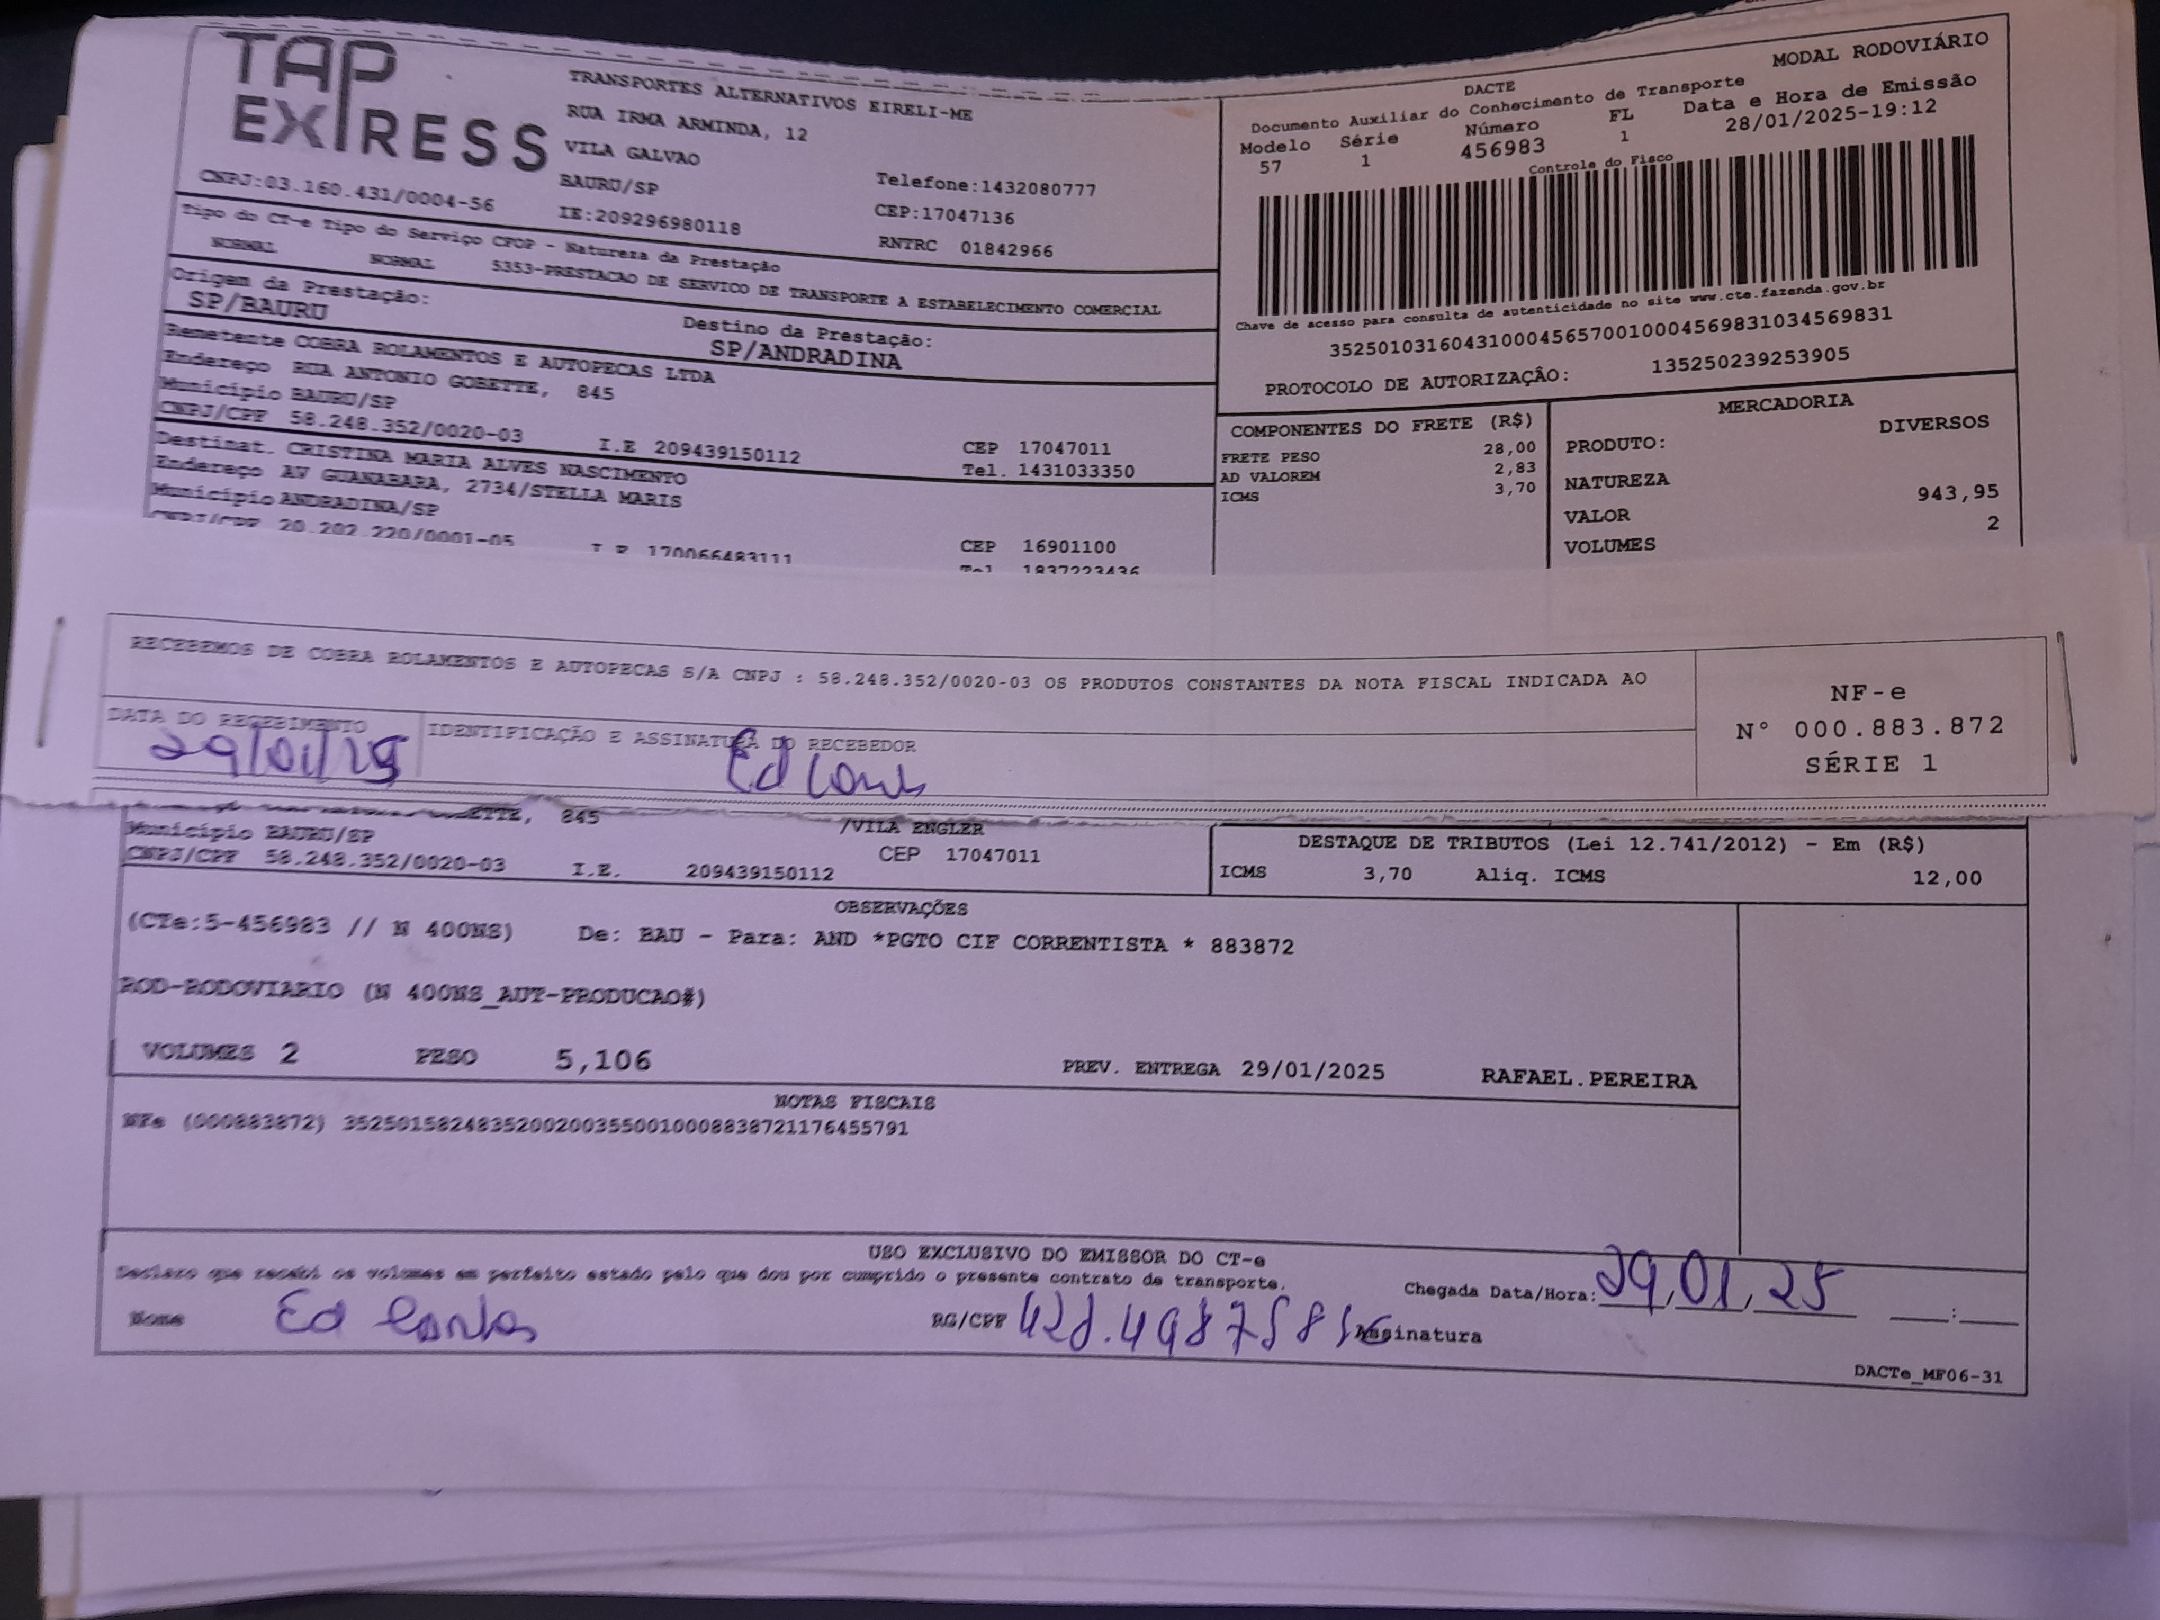 TAP
EXPRESS
TRANSPORTES ALTERNATIVOS EIRELI-ME
RUA IRMA ARMINDA, 12
VILA GALVAO
BAURU/SP
Telefone:1432080777
CNPJ:03.160.431/0004-56
IE:209296980118
CEP:17047136
RNTRC 01842966
Tipo do CT-e Tipo do Serviço CFOP - Natureza da Prestação
NORMAL NORMAL 5353-PRESTACAO DE SERVICO DE TRANSPORTE A ESTABELECIMENTO COMERCIAL
Origem da Prestação:
SP/BAURU
Destino da Prestação:
SP/ANDRADINA
Remetente COBRA ROLAMENTOS E AUTOPECAS LTDA
Endereço RUA ANTONIO GOBETTE, 845
Município BAURU/SP
CEP 17047011
CNPJ/CPF 58.248.352/0020-03 I.E 209439150112
Tel. 1431033350
Destinat. CRISTINA MARIA ALVES NASCIMENTO
Endereço AV GUANABARA, 2734/STELLA MARIS
Município ANDRADINA/SP
CEP 16901100
CNPJ/CPF 20.202.220/0001-05 I.E 170066483111
Tel 1837223436
MODAL RODOVIÁRIO
DACTE
Documento Auxiliar do Conhecimento de Transporte
Modelo Série Número FL Data e Hora de Emissão
57 1 456983 1 28/01/2025-19:12
Controle do Fisco
Chave de acesso para consulta de autenticidade no site www.cte.fazenda.gov.br
35250103160431000456570010004569831034569831
PROTOCOLO DE AUTORIZAÇÂO: 135250239253905
COMPONENTES DO FRETE (R$)
FRETE PESO 28,00
AD VALOREM 2,83
ICMS 3,70
MERCADORIA
PRODUTO: DIVERSOS
NATUREZA
VALOR 943,95
VOLUMES 2
RECEBEMOS DE COBRA ROLAMENTOS E AUTOPECAS S/A CNPJ : 58.248.352/0020-03 OS PRODUTOS CONSTANTES DA NOTA FISCAL INDICADA AO
DATA DO RECEBIMENTO
29/01/25
IDENTIFICAÇÃO E ASSINATURA DO RECEBEDOR
Ed
NF-e
N° 000.883.872
SÉRIE 1
845
/VILA ENGLER
Município BAURU/SP
CEP 17047011
CNPJ/CPF 58.248.352/0020-03 I.E. 209439150112
DESTAQUE DE TRIBUTOS (Lei 12.741/2012) - Em (R$)
ICMS 3,70 Aliq. ICMS 12,00
OBSERVAÇÕES
(CTe:5-456983 // N 400NS) De: BAU - Para: AND *PGTO CIF CORRENTISTA * 883872
ROD-RODOVIARIO (N 400NS_AUT-PRODUCAO#)
VOLUMES 2 PESO 5,106 PREV. ENTREGA 29/01/2025 RAFAEL.PEREIRA
NOTAS FISCAIS
NFe (000883872) 35250158248352002003550010008838721176455791
USO EXCLUSIVO DO EMISSOR DO CT-e
Declaro que recebi os volumes em perfeito estado pelo que dou por cumprido o presente contrato de transporte.
Chegada Data/Hora: 29,01,25 :
Nome Ed Carlos RG/CPF Assinatura
DACTe_MF06-31